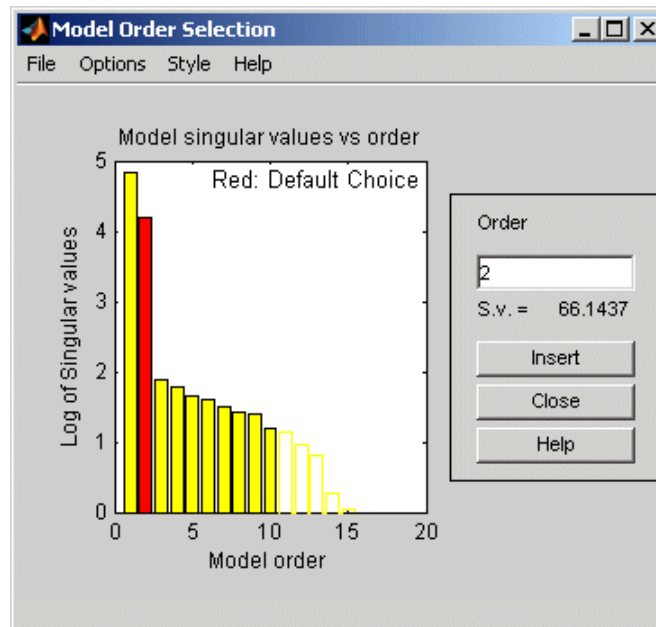 Model Order Selection
File Options Style Help
Model singular values vs order
Red: Default Choice
Log of Singular values
5
4
3
2
1
0
0 5 10 15 20
Model order
Order
2
S.v. = 66.1437
Insert
Close
Help